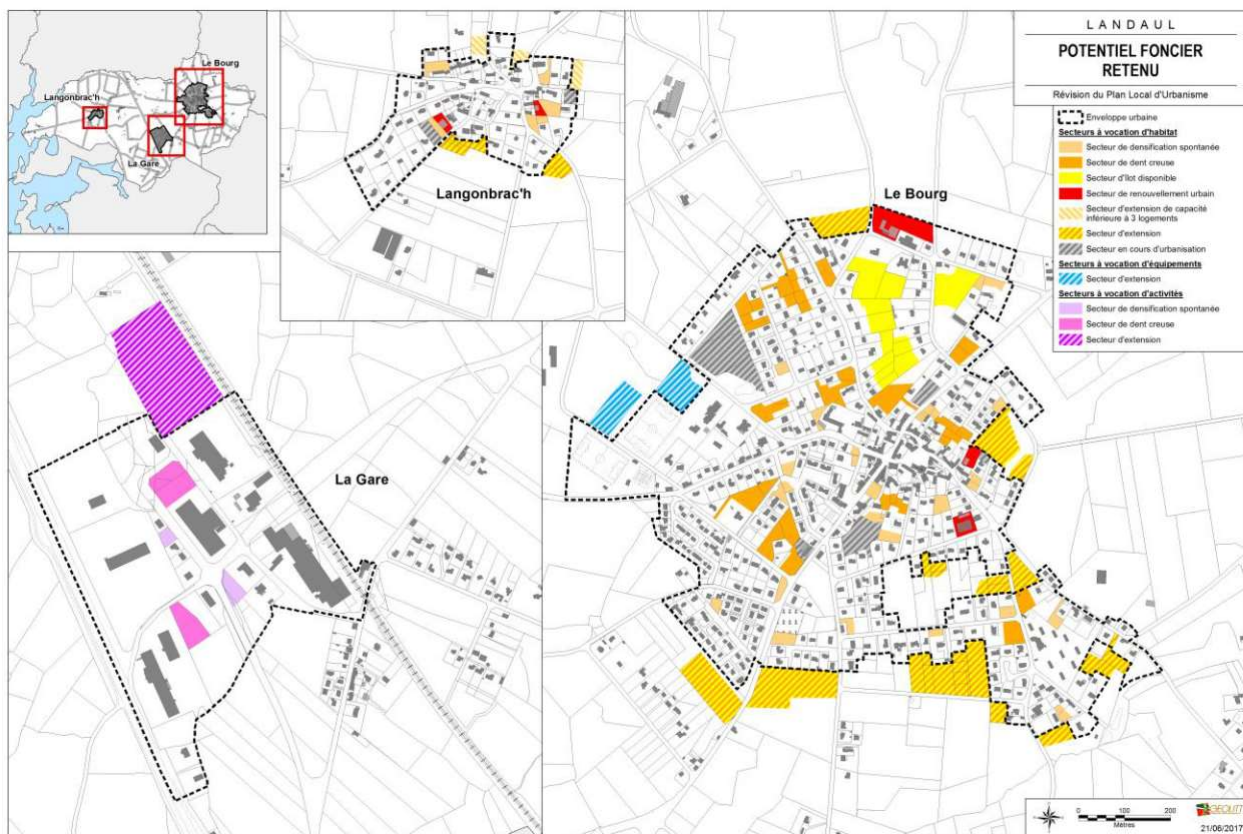 LANDAUL
POTENTIEL FONCIER
RETENU
Révision du Plan Local d'Urbanisme
Enveloppe urbaine
Secteurs à vocation d'habitat
Secteur de densification spontanée
Secteur de dent creuse
Secteur d'îlot disponible
Secteur de renouvellement urbain
Secteur d'extension de capacité
inférieure à 3 logements
Secteur d'extension
Secteur en cours d'urbanisation
Secteurs à vocation d'équipements
Secteur d'extension
Secteurs à vocation d'activités
Secteur de densification spontanée
Secteur de dent creuse
Secteur d'extension
Le Bourg
Langonbrac'h
La Gare
Langonbrac'h
Le Bourg
La Gare
0 100 200
Mètres
GEOLITT
21/06/2017